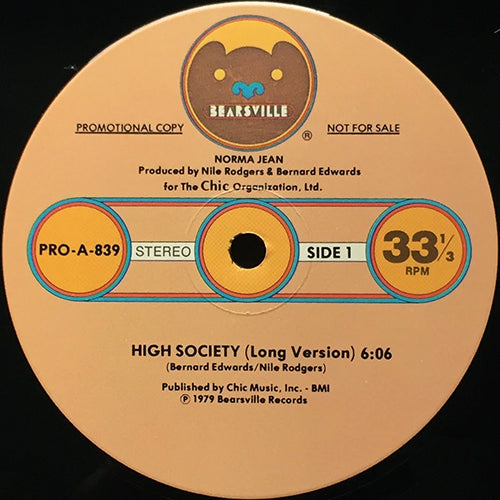 BEARSVILLE
®
PROMOTIONAL COPY NOT FOR SALE
NORMA JEAN
Produced by Nile Rodgers & Bernard Edwards
for The Chic Organization, Ltd.
PRO-A-839 STEREO SIDE 1 33 1/3
RPM
HIGH SOCIETY (Long Version) 6:06
(Bernard Edwards/Nile Rodgers)
Published by Chic Music, Inc. - BMI
℗ 1979 Bearsville Records